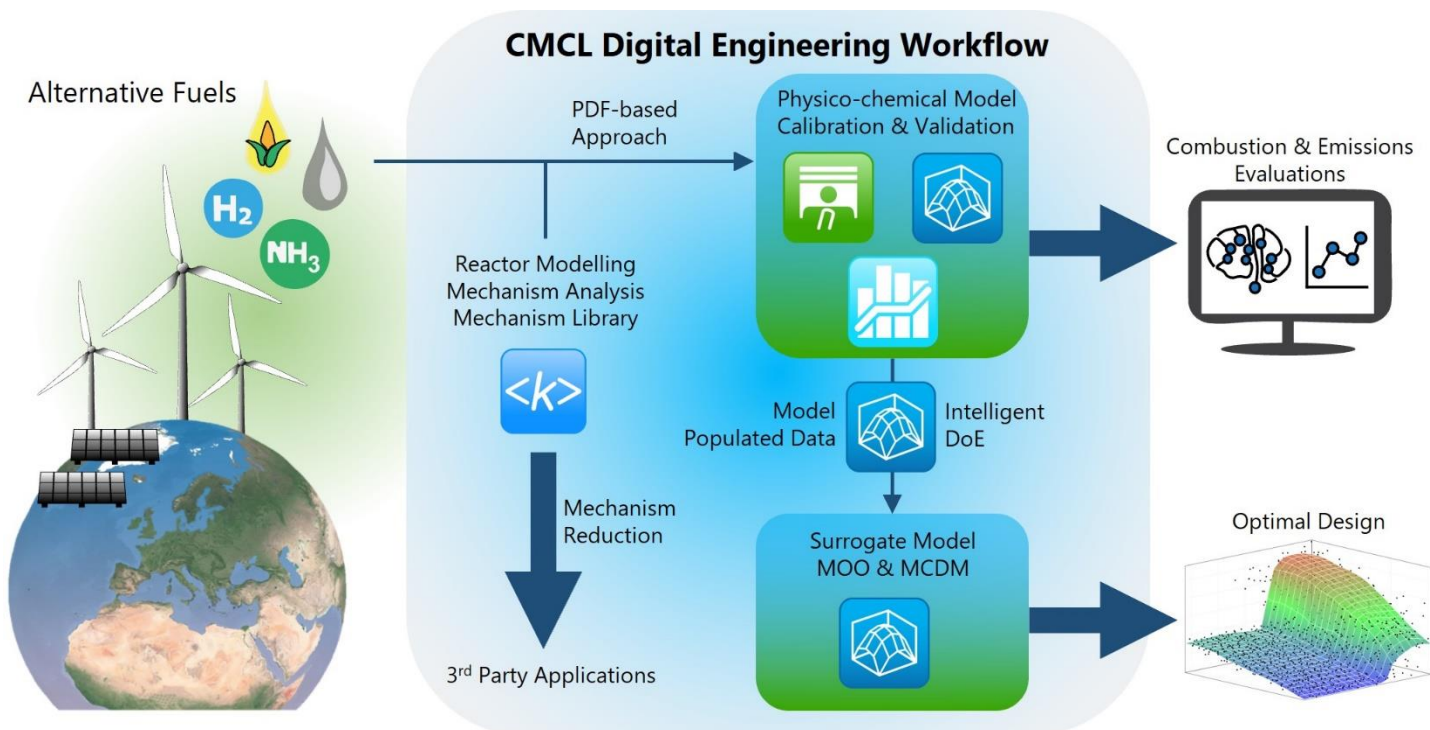 CMCL Digital Engineering Workflow
Alternative Fuels
H₂
NH₃
PDF-based
Approach
Reactor Modelling
Mechanism Analysis
Mechanism Library
<k>
Mechanism
Reduction
3rd Party Applications
Physico-chemical Model
Calibration & Validation
Model
Populated Data
Intelligent
DoE
Surrogate Model
MOO & MCDM
Combustion & Emissions
Evaluations
Optimal Design